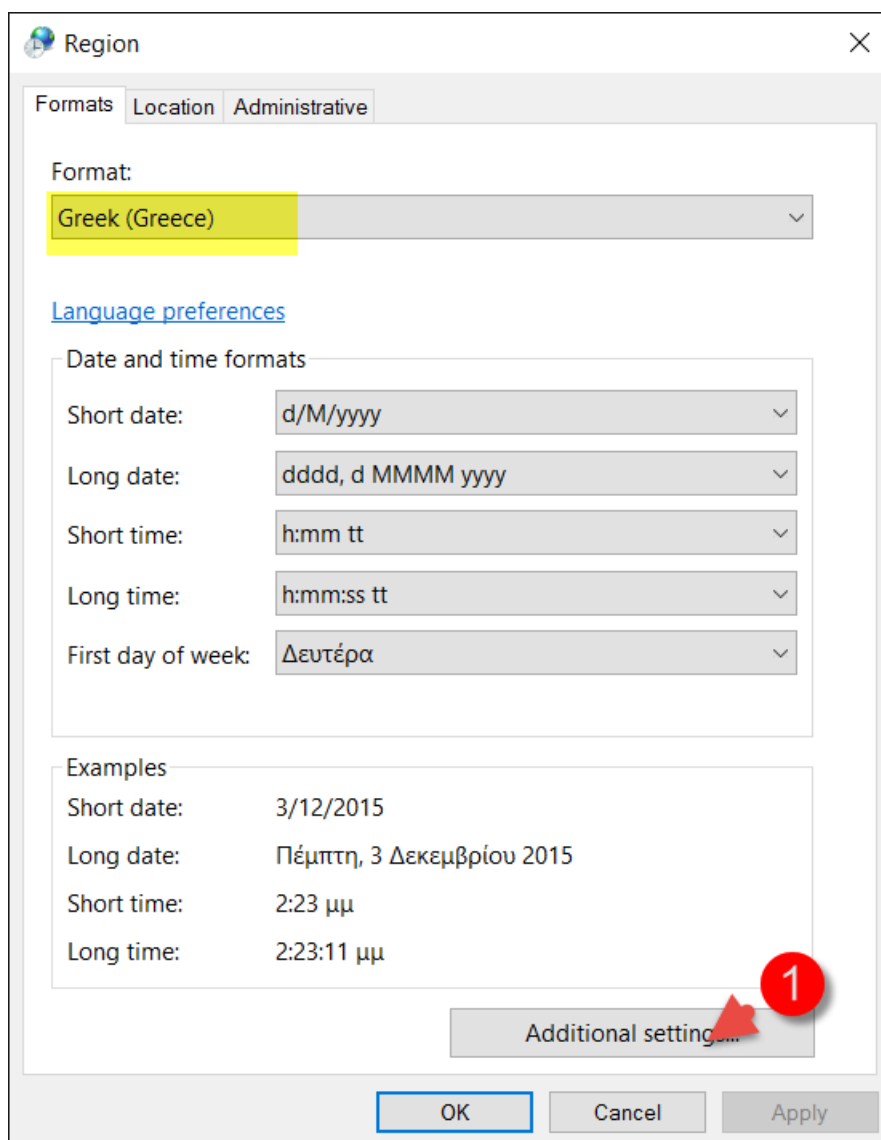 Region
Formats Location Administrative
Format:
Greek (Greece)
Language preferences
Date and time formats
Short date: d/M/yyyy
Long date: dddd, d MMMM yyyy
Short time: h:mm tt
Long time: h:mm:ss tt
First day of week: Δευτέρα
Examples
Short date: 3/12/2015
Long date: Πέμπτη, 3 Δεκεμβρίου 2015
Short time: 2:23 μμ
Long time: 2:23:11 μμ
1
Additional settings...
OK Cancel Apply